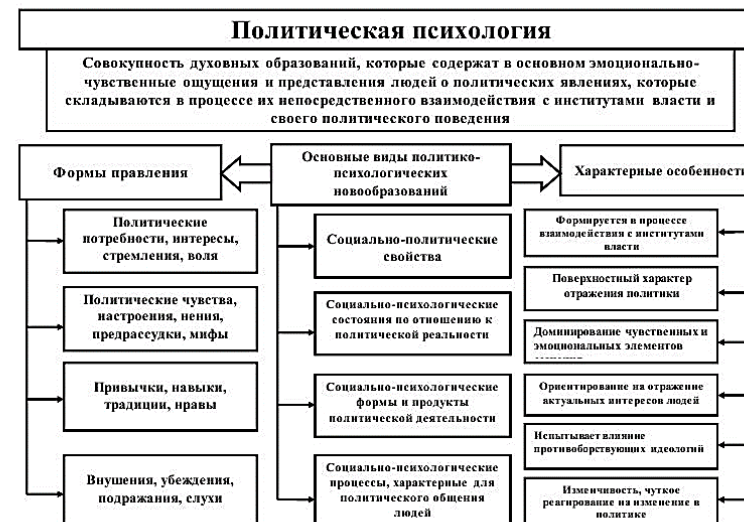 Политическая психология
Совокупность духовных образований, которые содержат в основном эмоционально-
чувственные ощущения и представления людей о политических явлениях, которые
складываются в процессе их непосредственного взаимодействия с институтами власти и
своего политического поведения
Формы правления
Основные виды политико-
психологических
новообразований
Характерные особенности
Политические
потребности, интересы,
стремления, воля
Политические чувства,
настроения, нения,
предрассудки, мифы
Привычки, навыки,
традиции, нравы
Внушения, убеждения,
подражания, слухи
Социально-политические
свойства
Социально-психологические
состояния по отношению к
политической реальности
Социально-психологические
формы и продукты
политической деятельности
Социально-психологические
процессы, характерные для
политического общения
людей
Формируется в процессе
взаимодействия с институтами
власти
Поверхностный характер
отражения политики
Доминирование чувственных и
эмоциональных элементов
Ориентирование на отражение
актуальных интересов людей
Испытывает влияние
противоборствующих идеологий
Изменчивость, чуткое
реагирование на изменение в
политике